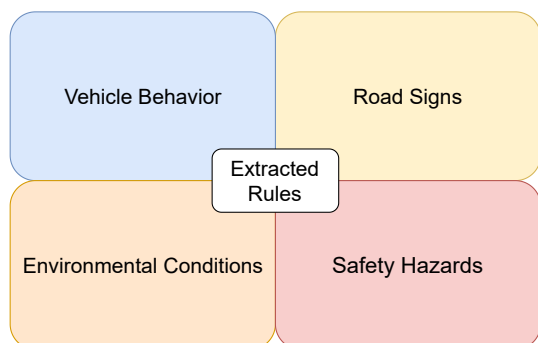 Vehicle Behavior
Road Signs
Extracted
Rules
Environmental Conditions
Safety Hazards